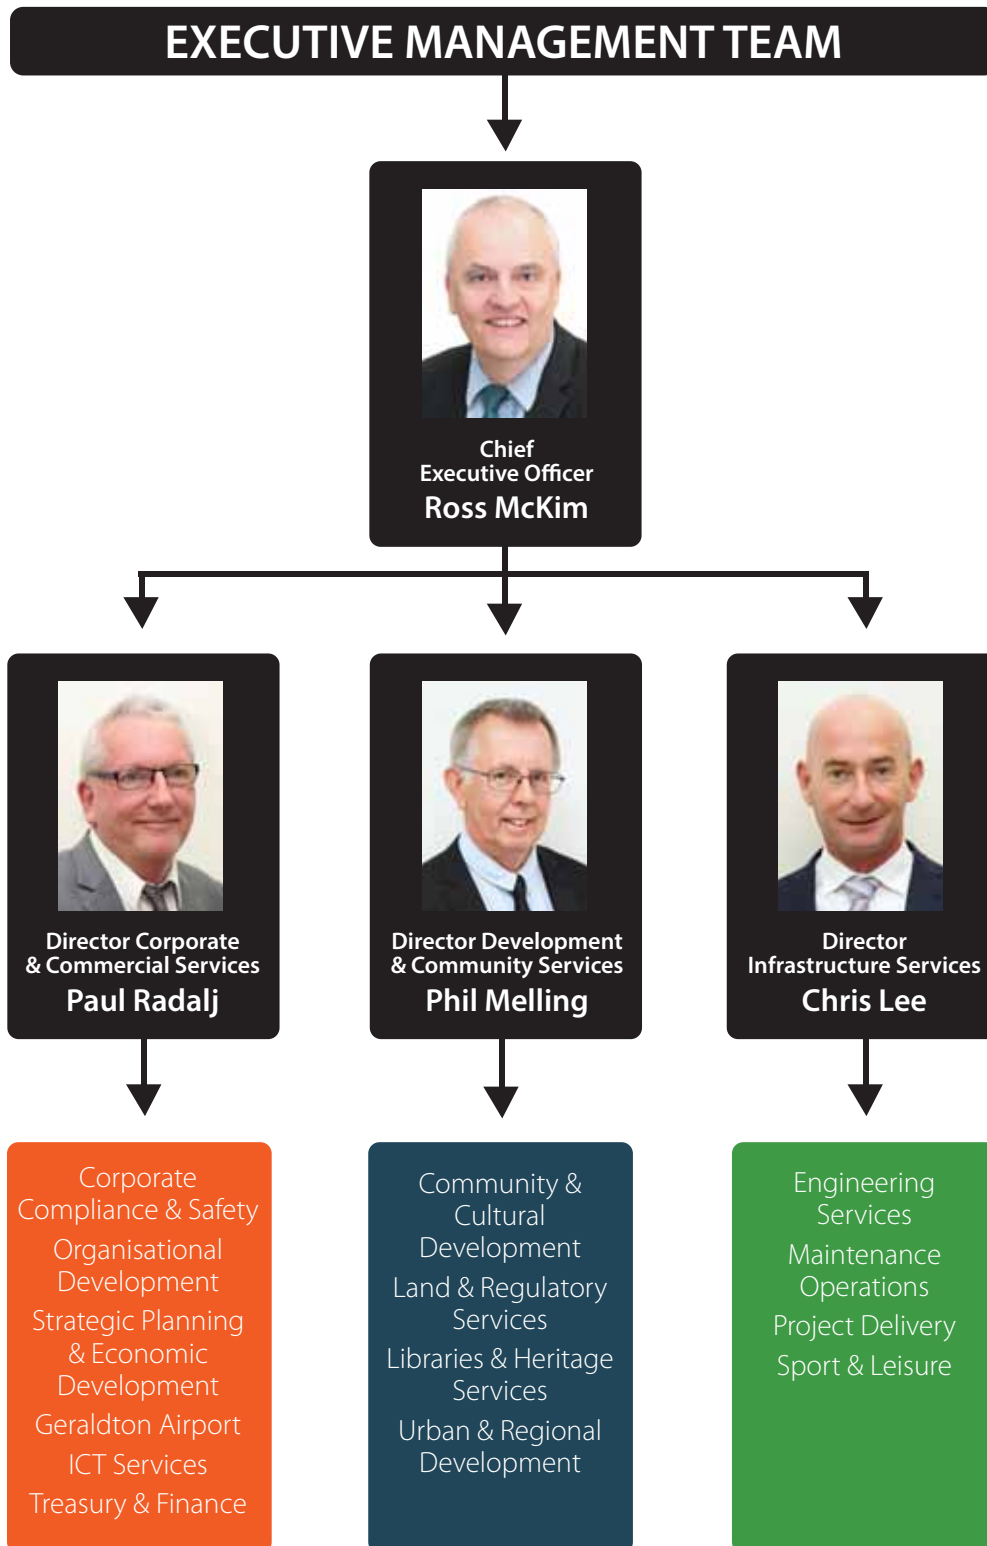 EXECUTIVE MANAGEMENT TEAM
Chief
Executive Officer
Ross McKim
Director Corporate
& Commercial Services
Paul Radalj
Director Development
& Community Services
Phil Melling
Director
Infrastructure Services
Chris Lee
Corporate
Compliance & Safety
Organisational
Development
Strategic Planning
& Economic
Development
Geraldton Airport
ICT Services
Treasury & Finance
Community &
Cultural
Development
Land & Regulatory
Services
Libraries & Heritage
Services
Urban & Regional
Development
Engineering
Services
Maintenance
Operations
Project Delivery
Sport & Leisure